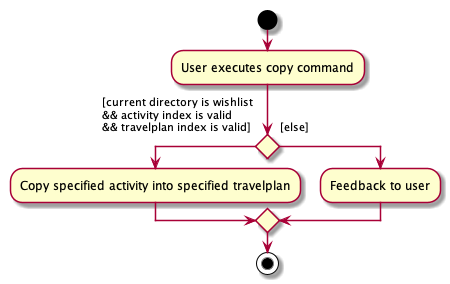 User executes copy command
[current directory is wishlist
&& activity index is valid
&& travelplan index is valid]
[else]
Copy specified activity into specified travelplan
Feedback to user